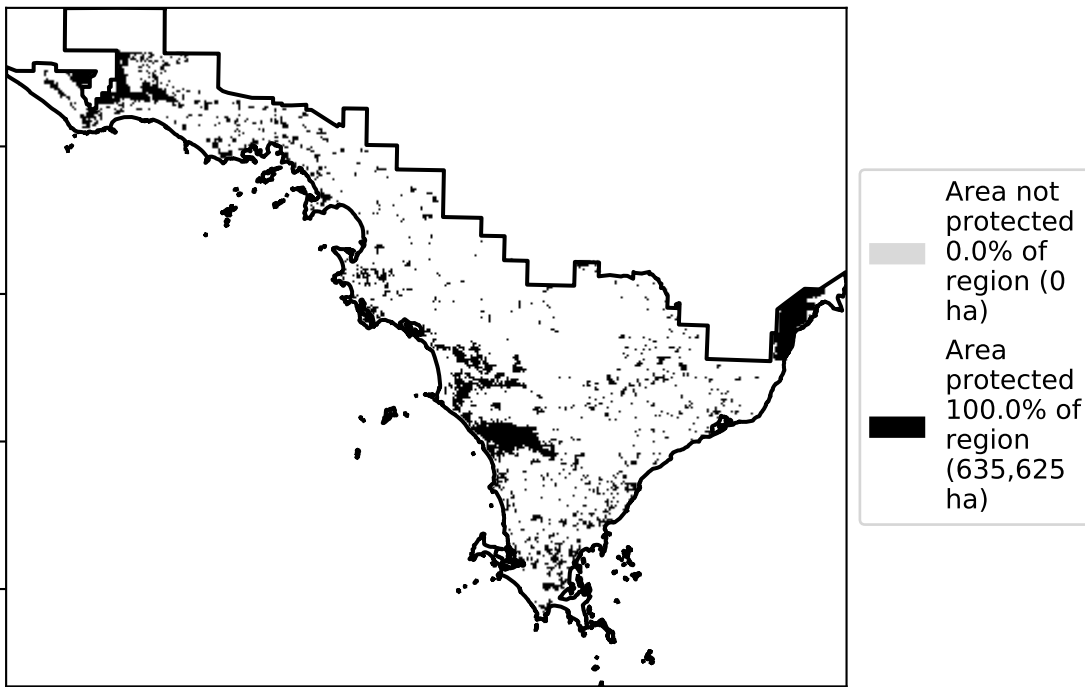 Area not
protected
0.0% of
region (0
ha)
Area
protected
100.0% of
region
(635,625
ha)